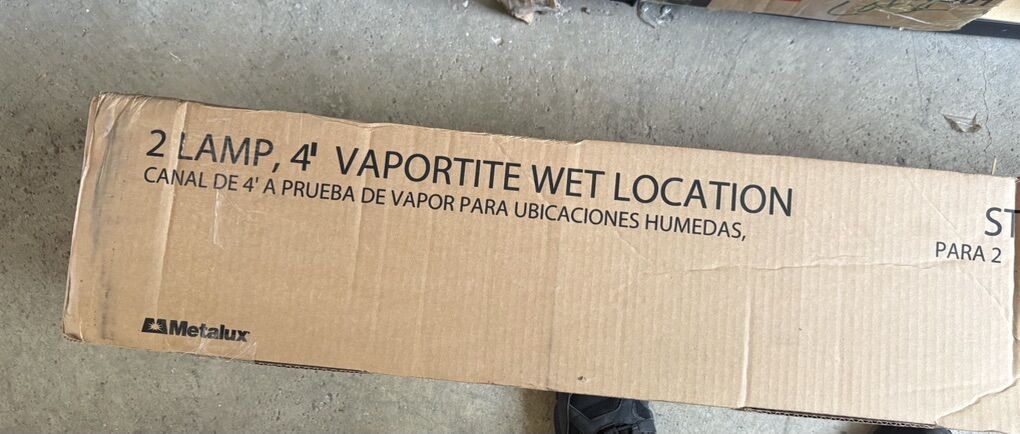 2 LAMP, 4' VAPORTITE WET LOCATION
CANAL DE 4' A PRUEBA DE VAPOR PARA UBICACIONES HUMEDAS,
ST
PARA 2
Metalux